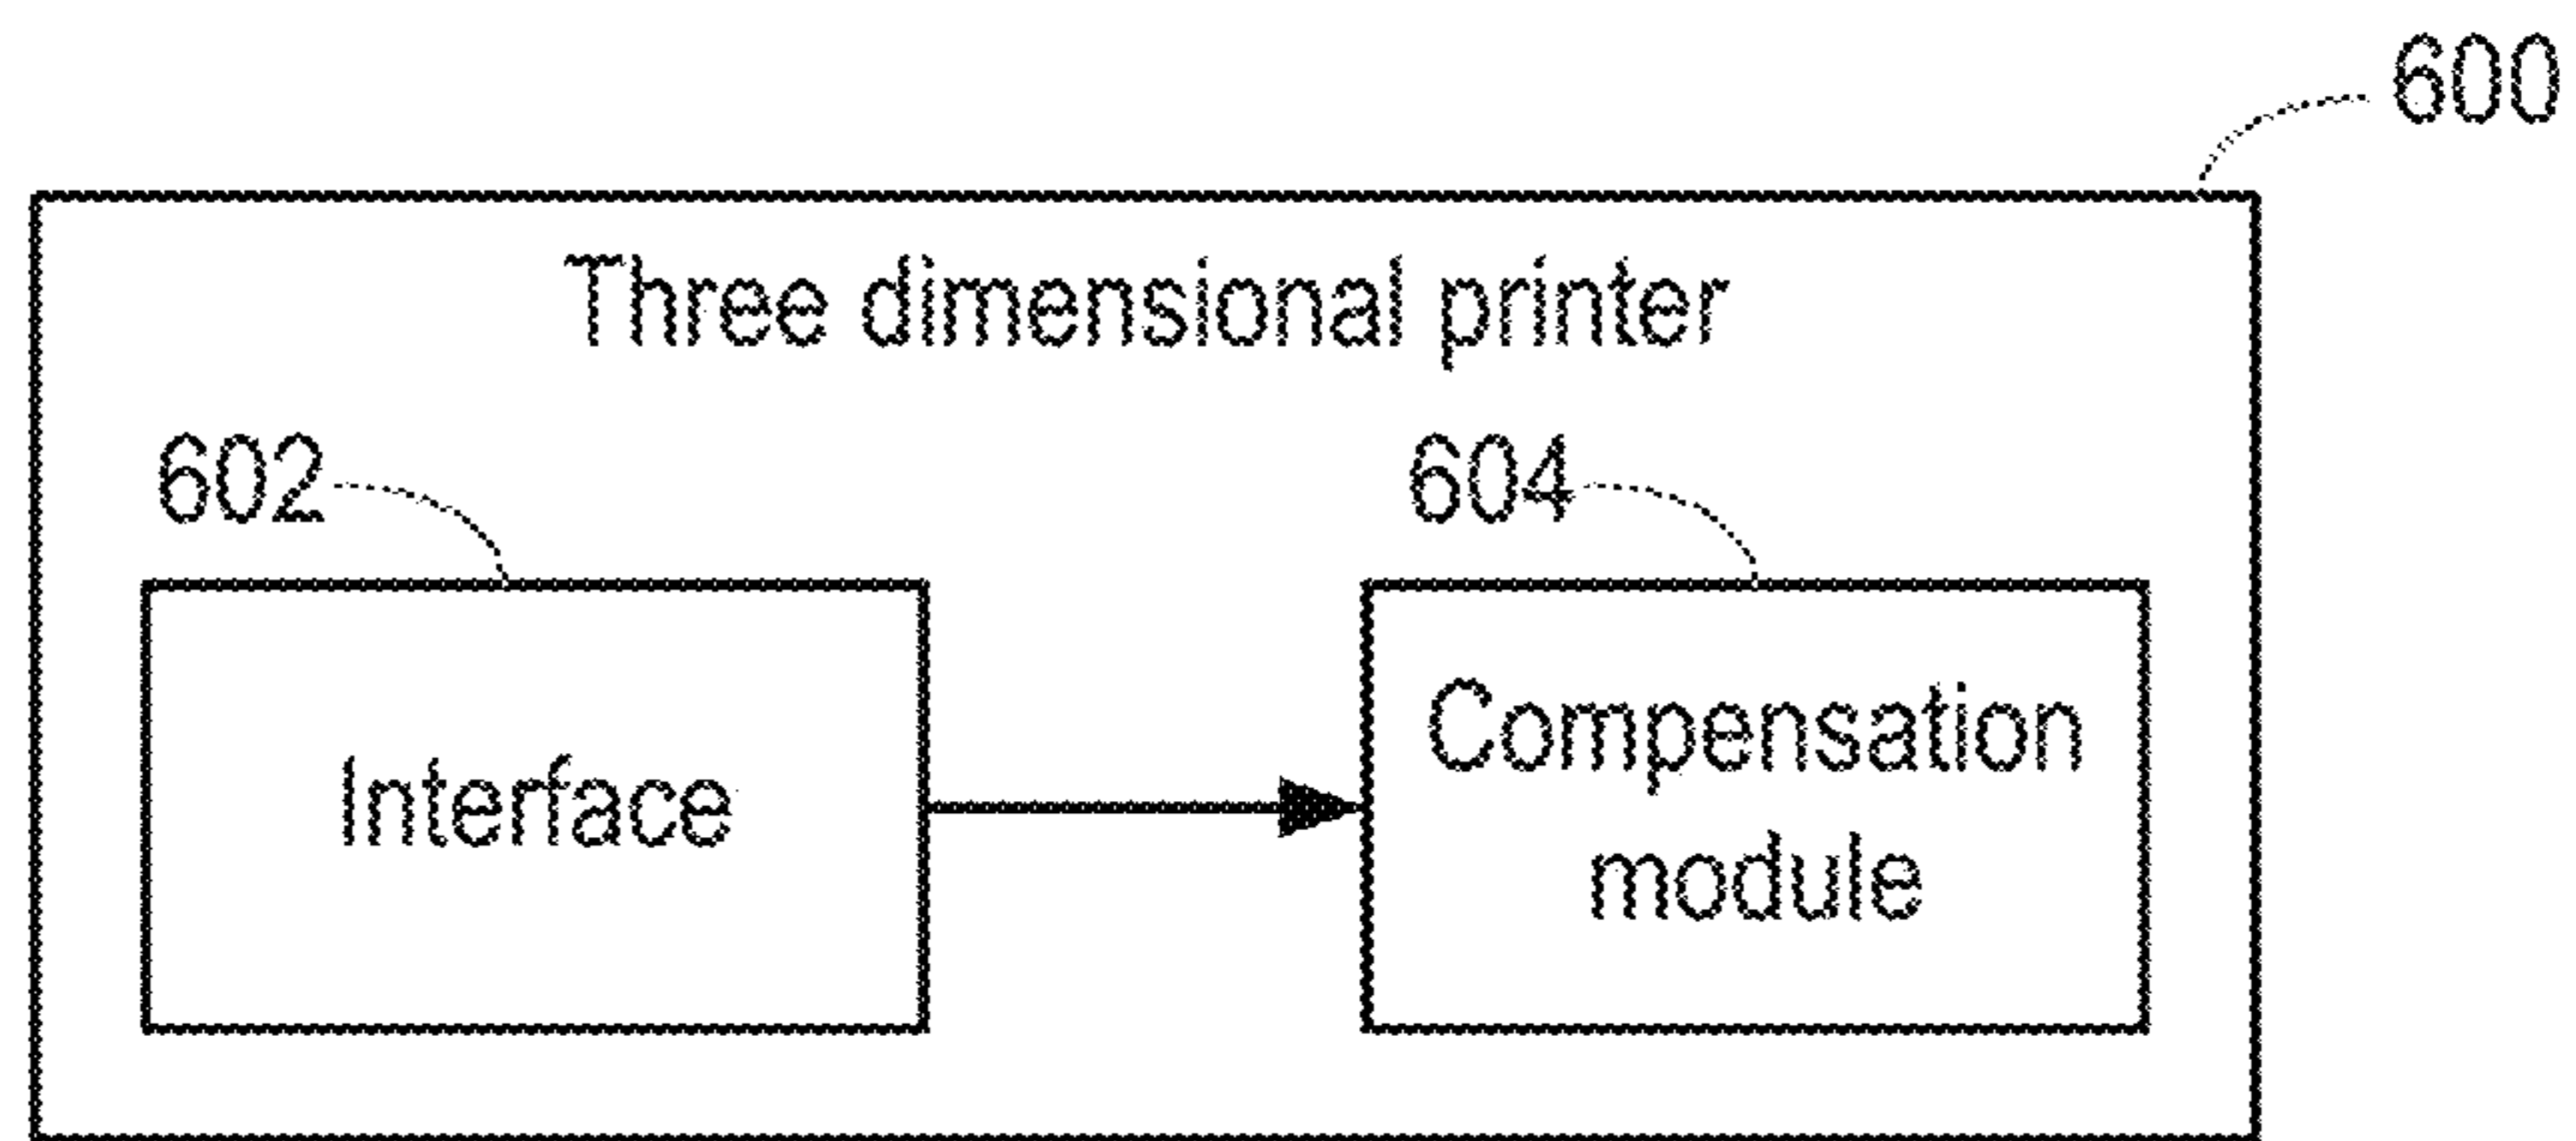 600
Three dimensional printer
602
604
Interface
Compensation
module